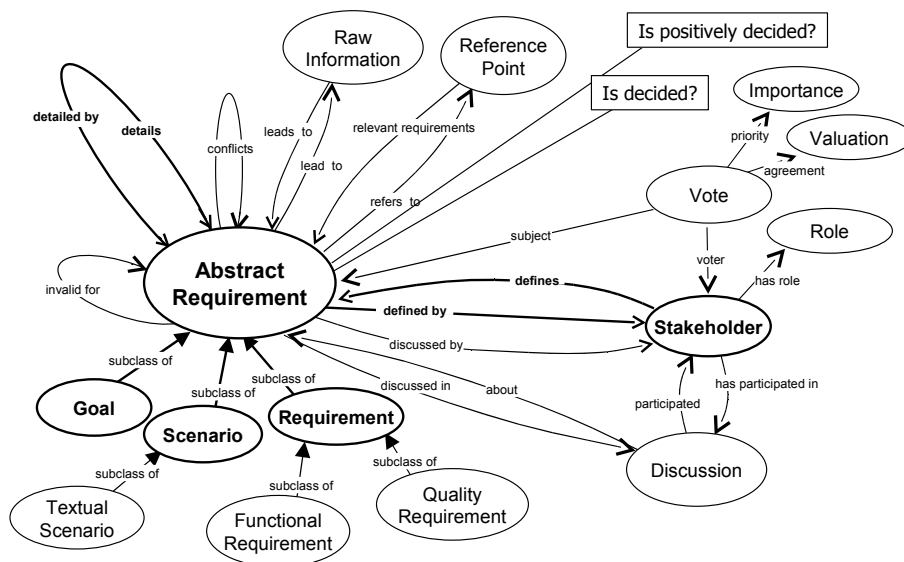 Is positively decided?
Raw
Information
Reference
Point
Is decided?
Importance
detailed by
details
conflicts
leads to
lead to
relevant requirements
priority
Valuation
agreement
Vote
refers to
Role
subject
voter
has role
invalid for
Abstract
Requirement
defines
defined by
Stakeholder
discussed by
subclass of
subclass of
subclass of
discussed in
about
participated
has participated in
Goal
Scenario
Requirement
subclass of
subclass of
subclass of
Discussion
Textual
Scenario
Functional
Requirement
Quality
Requirement